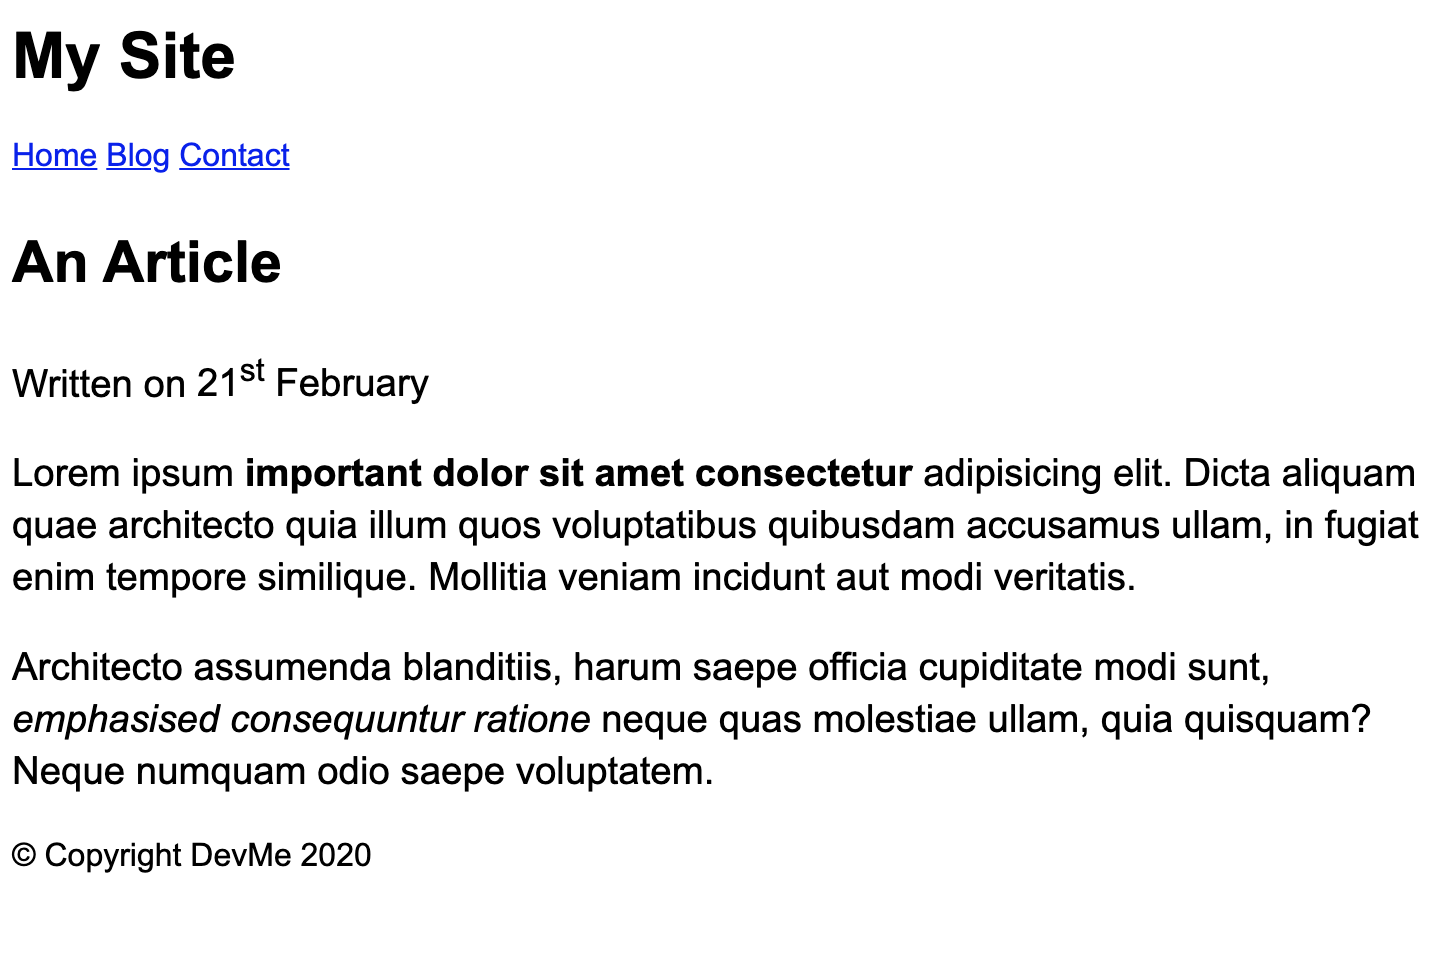 My Site
Home Blog Contact
An Article
Written on 21st February
Lorem ipsum important dolor sit amet consectetur adipisicing elit. Dicta aliquam
quae architecto quia illum quos voluptatibus quibusdam accusamus ullam, in fugiat
enim tempore similique. Mollitia veniam incidunt aut modi veritatis.
Architecto assumenda blanditiis, harum saepe officia cupiditate modi sunt,
emphasised consequuntur ratione neque quas molestiae ullam, quia quisquam?
Neque numquam odio saepe voluptatem.
© Copyright DevMe 2020